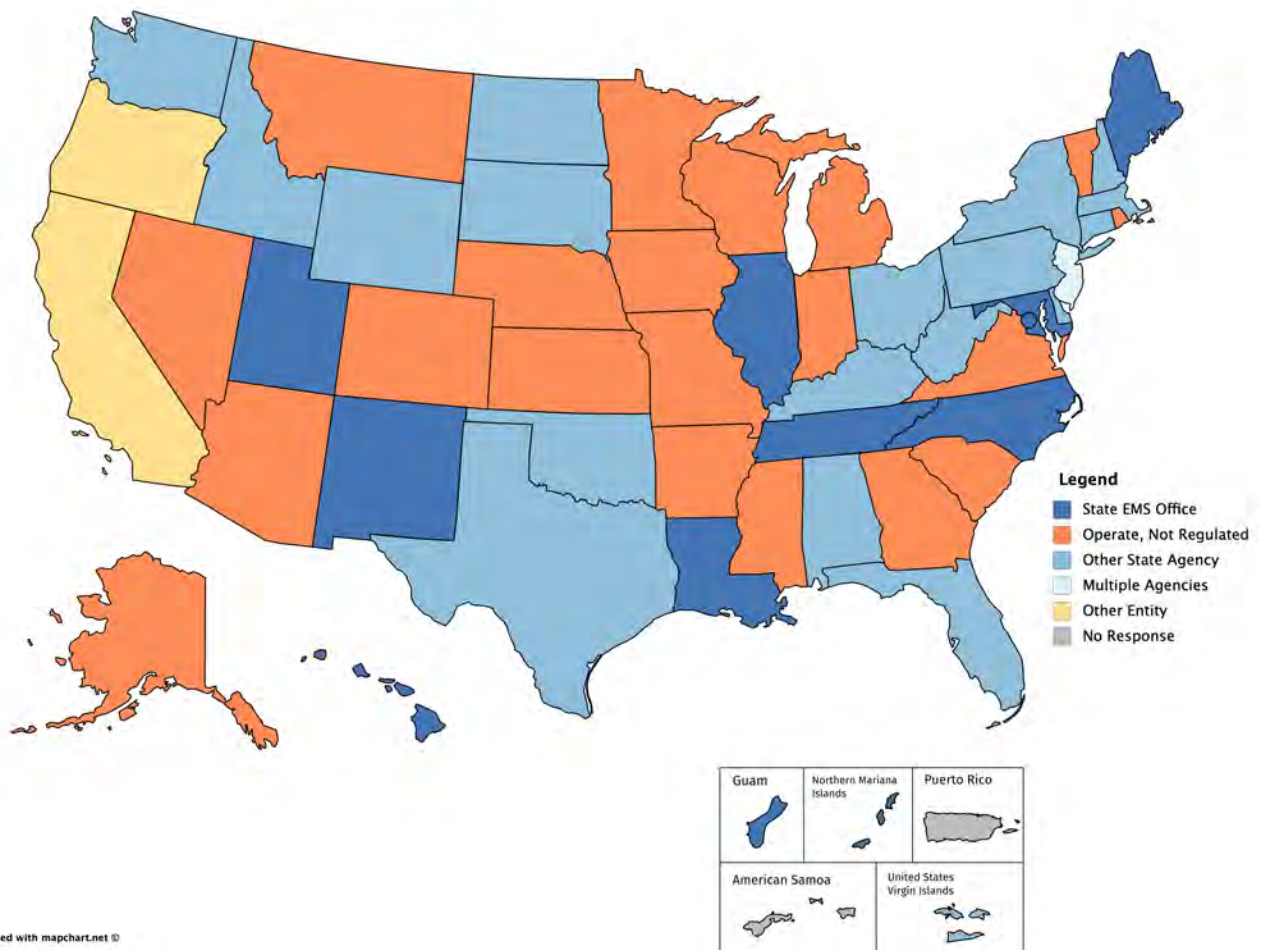 Legend
State EMS Office
Operate, Not Regulated
Other State Agency
Multiple Agencies
Other Entity
No Response
Guam
Northern Mariana
Islands
Puerto Rico
American Samoa
United States
Virgin Islands
ed with mapchart.net ©